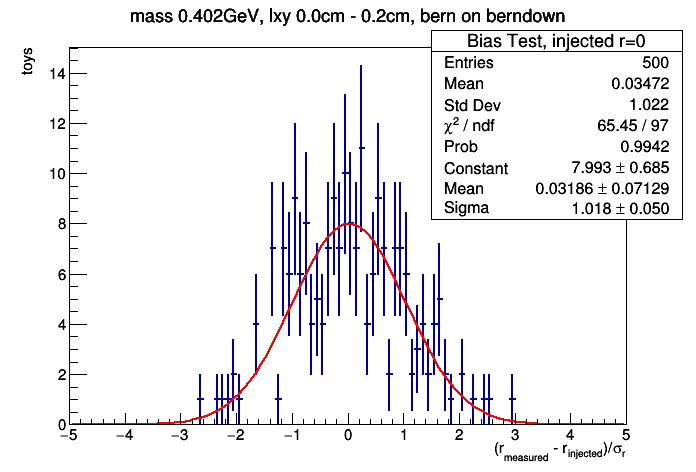 mass 0.402GeV, lxy 0.0cm - 0.2cm, bern on berndown
Bias Test, injected r=0
Entries 500
Mean 0.03472
Std Dev 1.022
χ² / ndf 65.45 / 97
Prob 0.9942
Constant 7.993 ± 0.685
Mean 0.03186 ± 0.07129
Sigma 1.018 ± 0.050
toys
14
12
10
8
6
4
2
0
−5 −4 −3 −2 −1 0 1 2 3 4 5
(r_measured - r_injected)/σ_r